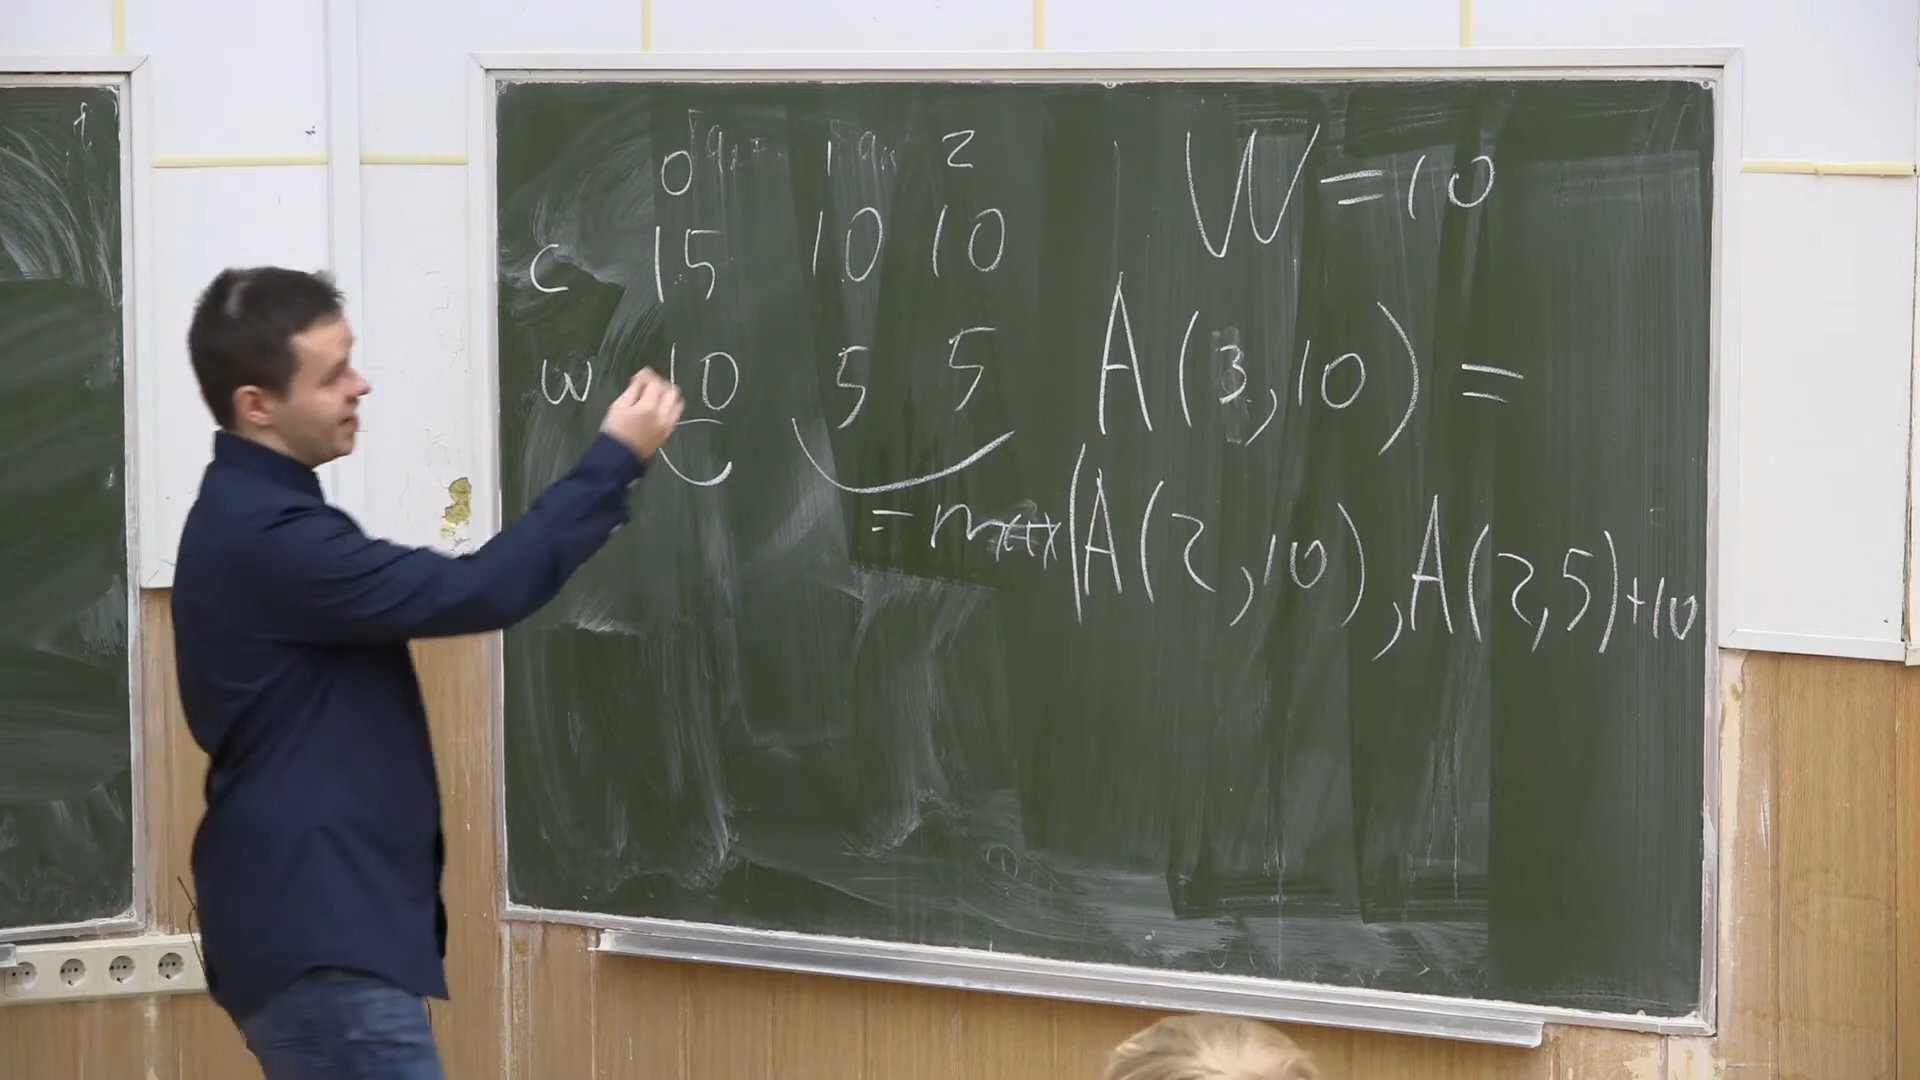 0 1 2
c 15 10 10
w 10 5 5
W = 10
A(3,10) =
= max(A(2,10), A(2,5)+10